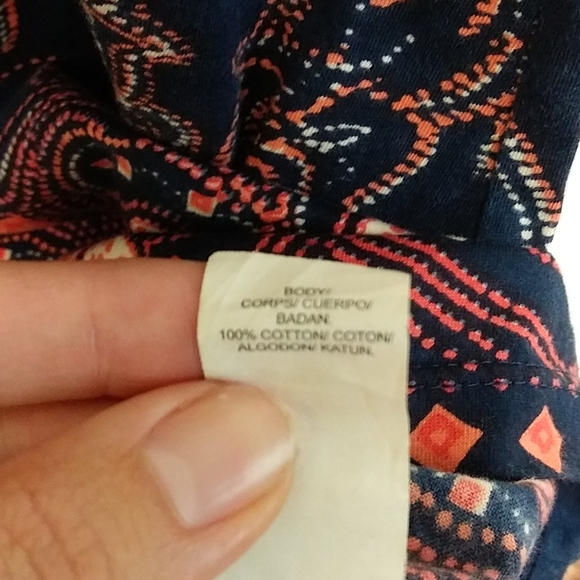 BODY/
CORPS/ CUERPO/
BADAN.
100% COTTON/ COTON/
ALGODON/ KATUN.